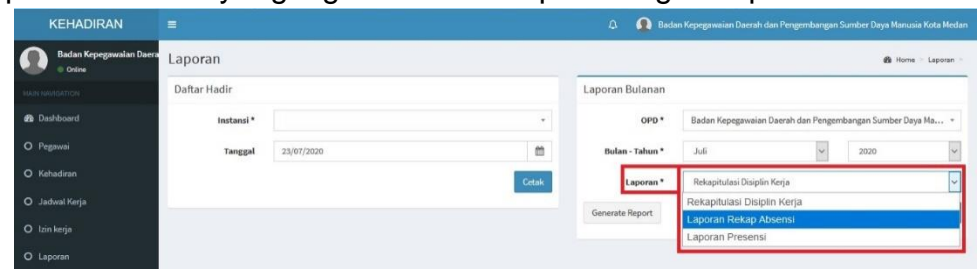 KEHADIRAN
Badan Kepegawaian Daerah dan Pengembangan Sumber Daya Manusia Kota Medan
Badan Kepegawaian Daera
Online
MAIN NAVIGATION
Dashboard
Pegawai
Kehadiran
Jadwal Kerja
Izin kerja
Laporan
Laporan
Home > Laporan
Daftar Hadir
Instansi *
Tanggal 23/07/2020
Cetak
Laporan Bulanan
OPD * Badan Kepegawaian Daerah dan Pengembangan Sumber Daya Ma...
Bulan - Tahun * Juli 2020
Laporan * Rekapitulasi Disiplin Kerja
Rekapitulasi Disiplin Kerja
Laporan Rekap Absensi
Laporan Presensi
Generate Report